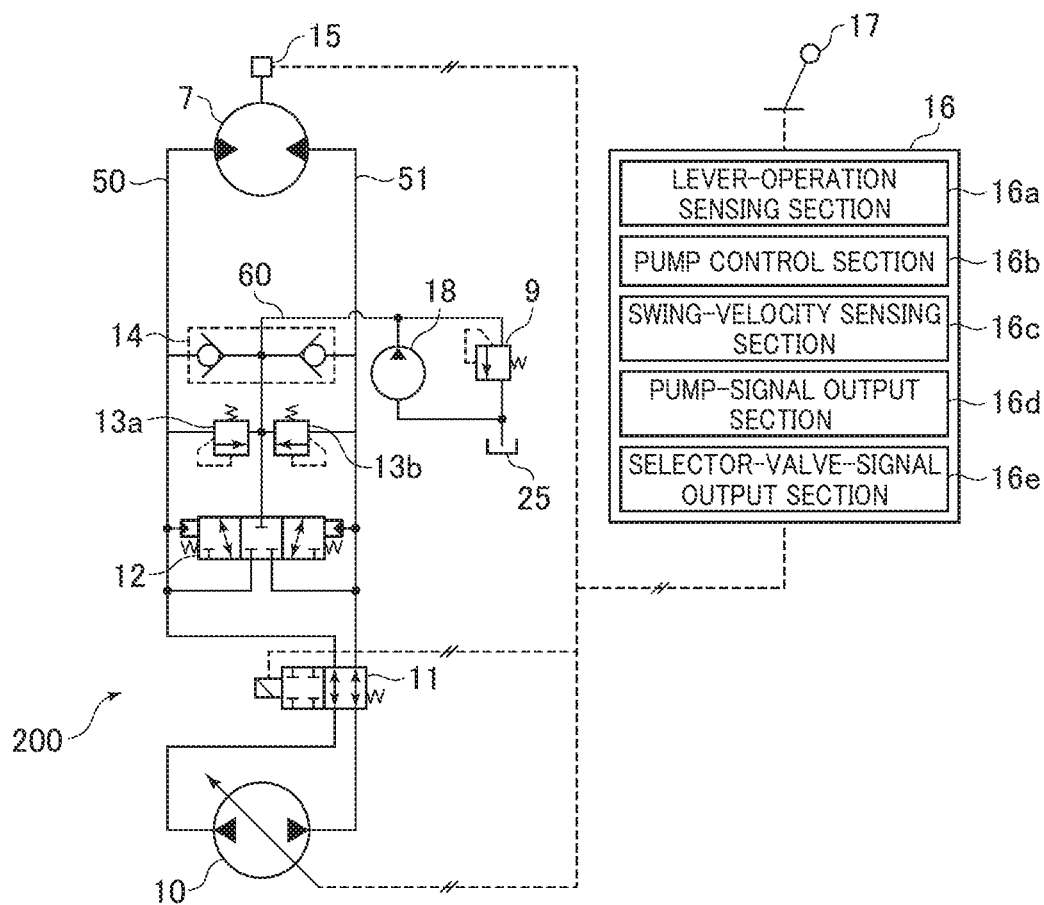 15
17
7
16
50
51
LEVER-OPERATION
SENSING SECTION
16a
PUMP CONTROL SECTION
16b
60
18
9
14
SWING-VELOCITY SENSING
SECTION
16c
PUMP-SIGNAL OUTPUT
SECTION
16d
13a
13b
25
SELECTOR-VALVE-SIGNAL
OUTPUT SECTION
16e
12
11
200
10